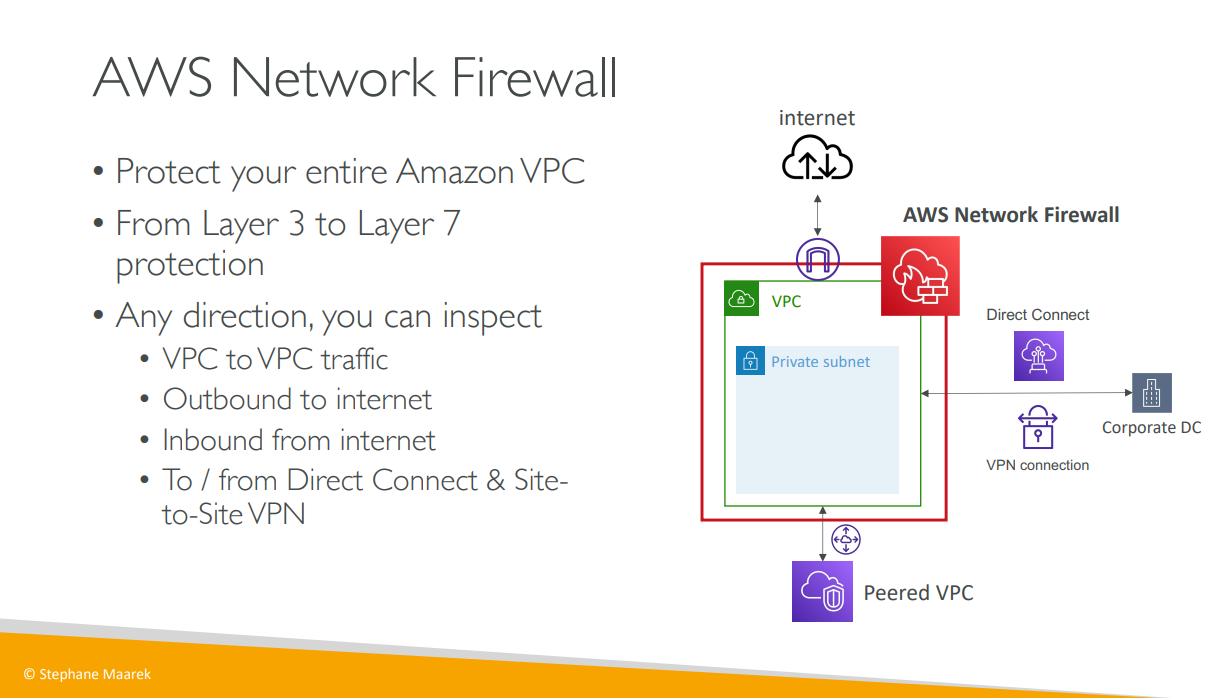 AWS Network Firewall
• Protect your entire Amazon VPC
• From Layer 3 to Layer 7
protection
• Any direction, you can inspect
• VPC to VPC traffic
• Outbound to internet
• Inbound from internet
• To / from Direct Connect & Site-
to-Site VPN
internet
AWS Network Firewall
VPC
Private subnet
Direct Connect
Corporate DC
VPN connection
Peered VPC
© Stephane Maarek